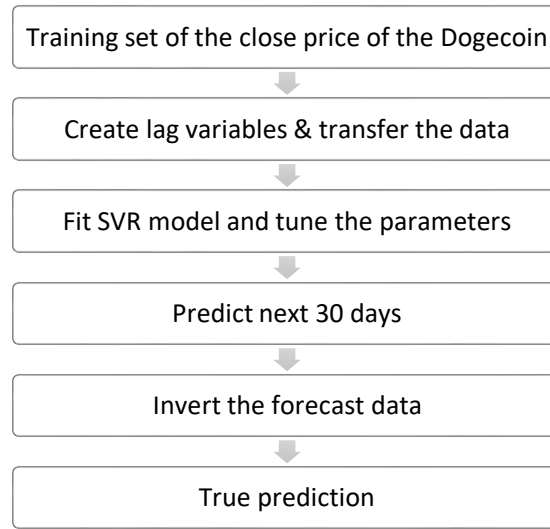 Training set of the close price of the Dogecoin
Create lag variables & transfer the data
Fit SVR model and tune the parameters
Predict next 30 days
Invert the forecast data
True prediction